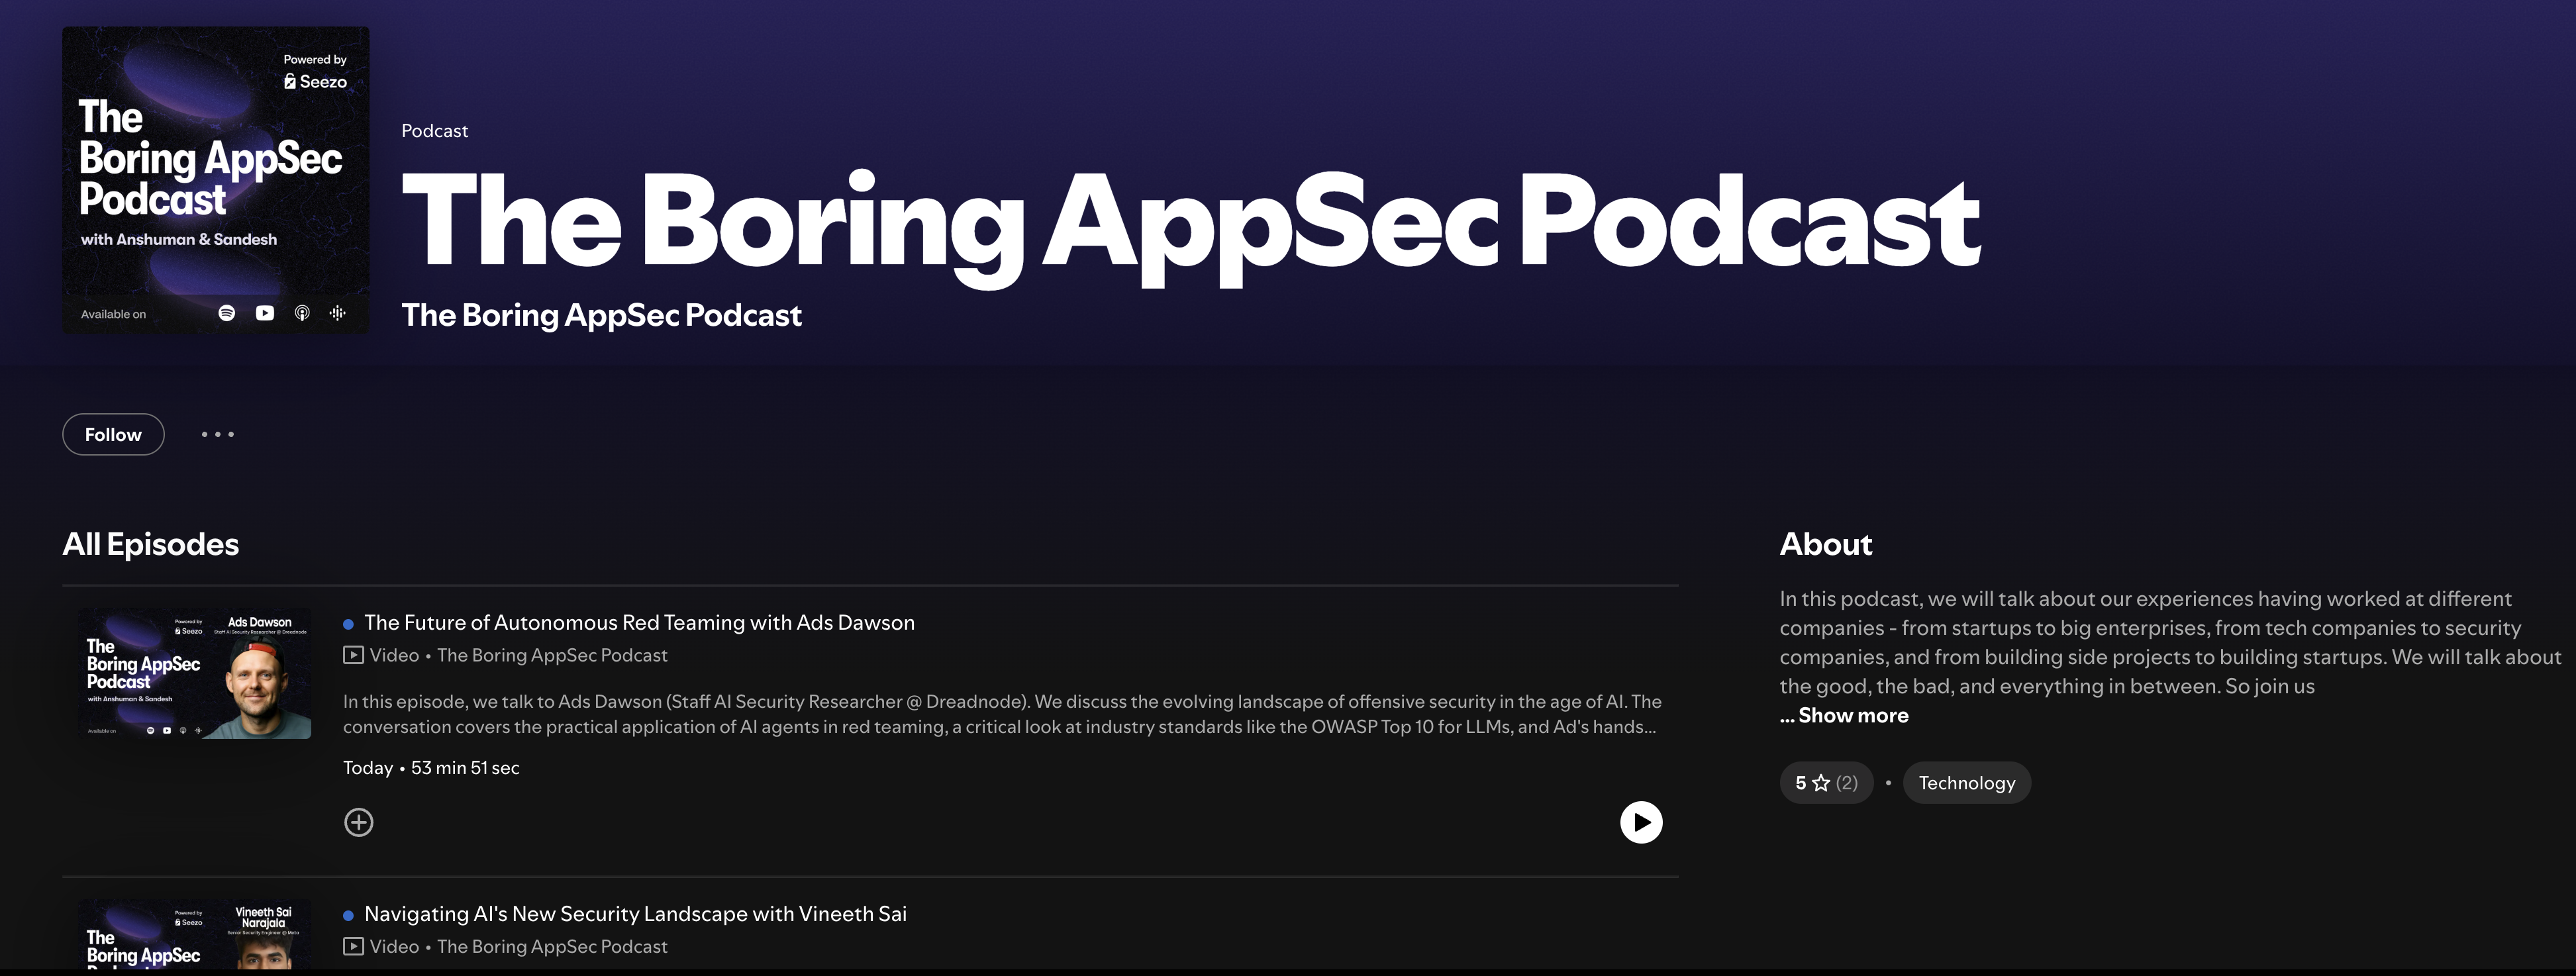 Powered by
Seezo
The
Boring AppSec
Podcast
with Anshuman & Sandesh
Available on
Podcast
The Boring AppSec Podcast
The Boring AppSec Podcast
Follow
All Episodes
Powered by
Seezo
Ads Dawson
Staff AI Security Researcher @ Dreadnode
The
Boring AppSec
Podcast
with Anshuman & Sandesh
Available on
The Future of Autonomous Red Teaming with Ads Dawson
Video • The Boring AppSec Podcast
In this episode, we talk to Ads Dawson (Staff AI Security Researcher @ Dreadnode). We discuss the evolving landscape of offensive security in the age of AI. The
conversation covers the practical application of AI agents in red teaming, a critical look at industry standards like the OWASP Top 10 for LLMs, and Ad's hands...
Today • 53 min 51 sec
Powered by
Seezo
Vineeth Sai
Narajala
Senior Security Engineer @ Meta
The
Boring AppSec
Navigating AI's New Security Landscape with Vineeth Sai
Video • The Boring AppSec Podcast
About
In this podcast, we will talk about our experiences having worked at different
companies - from startups to big enterprises, from tech companies to security
companies, and from building side projects to building startups. We will talk about
the good, the bad, and everything in between. So join us
... Show more
5 (2) • Technology